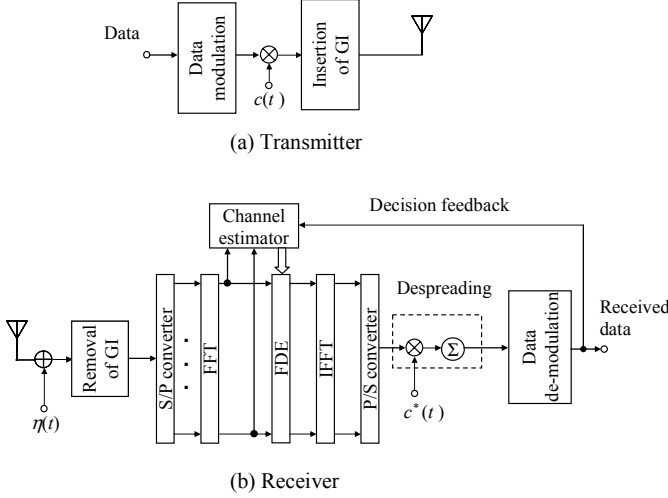 Data
Data
modulation
c(t)
Insertion
of GI
(a) Transmitter
Channel
estimator
Decision feedback
η(t)
Removal
of GI
S/P converter
FFT
FDE
IFFT
P/S converter
Despreading
Σ
c*(t)
Data
de-modulation
Received
data
(b) Receiver